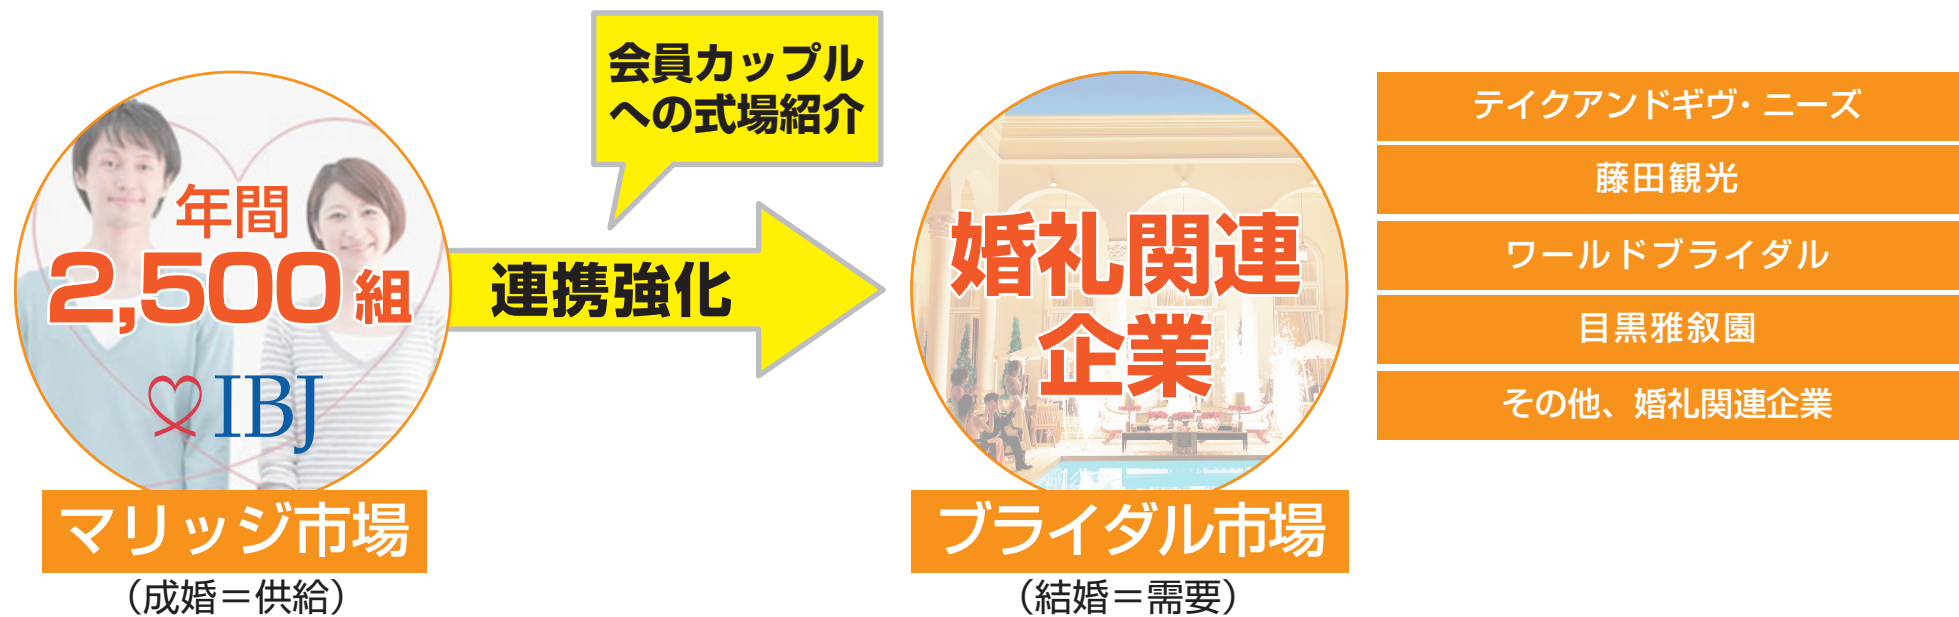 会員カップル
への式場紹介
年間
2,500組
IBJ
連携強化
婚礼関連
企業
マリッジ市場
（成婚＝供給）
ブライダル市場
（結婚＝需要）
テイクアンドギヴ・ニーズ
藤田観光
ワールドブライダル
目黒雅叙園
その他、婚礼関連企業